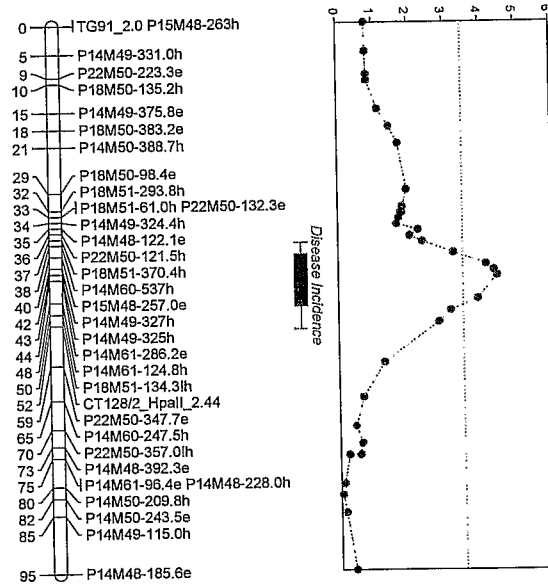 0 TG91_2.0 P15M48-263h
5 P14M49-331.0h
9 P22M50-223.3e
10 P18M50-135.2h
15 P14M49-375.8e
18 P18M50-383.2e
21 P14M50-388.7h
29 P18M50-98.4e
32 P18M51-293.8h
33 P18M51-61.0h P22M50-132.3e
34 P14M49-324.4h
35 P14M48-122.1e
36 P22M50-121.5h
37 P18M51-370.4h
38 P14M60-537h
40 P15M48-257.0e
42 P14M49-327h
43 P14M49-325h
44 P14M61-286.2e
48 P14M61-124.8h
50 P18M51-134.3lh
52 CT128/2_HpaII_2.44
59 P22M50-347.7e
65 P14M60-247.5h
70 P22M50-357.0lh
73 P14M48-392.3e
75 P14M61-96.4e P14M48-228.0h
80 P14M50-209.8h
82 P14M50-243.5e
85 P14M49-115.0h
95 P14M48-185.6e
Disease Incidence
0 1 2 3 4 5 6